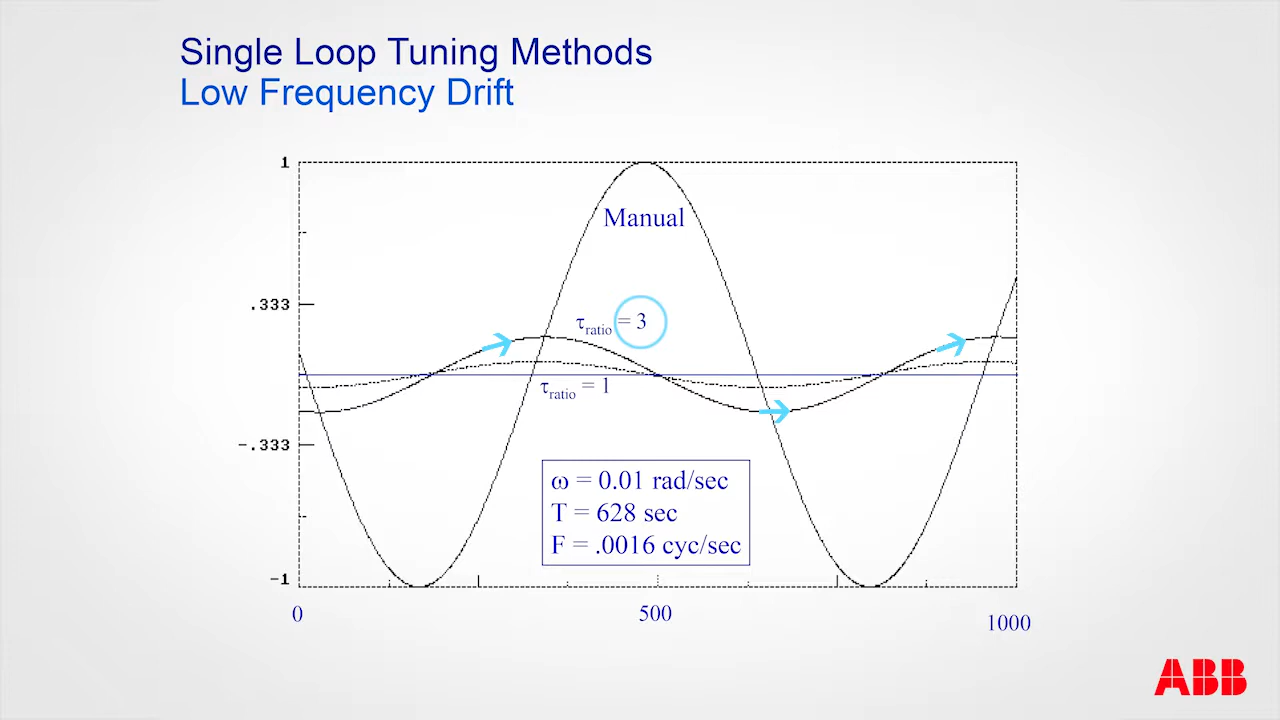 Single Loop Tuning Methods
Low Frequency Drift
1
Manual
.333
τratio = 3
τratio = 1
-.333
ω = 0.01 rad/sec
T = 628 sec
F = .0016 cyc/sec
-1
0
500
1000
ABB